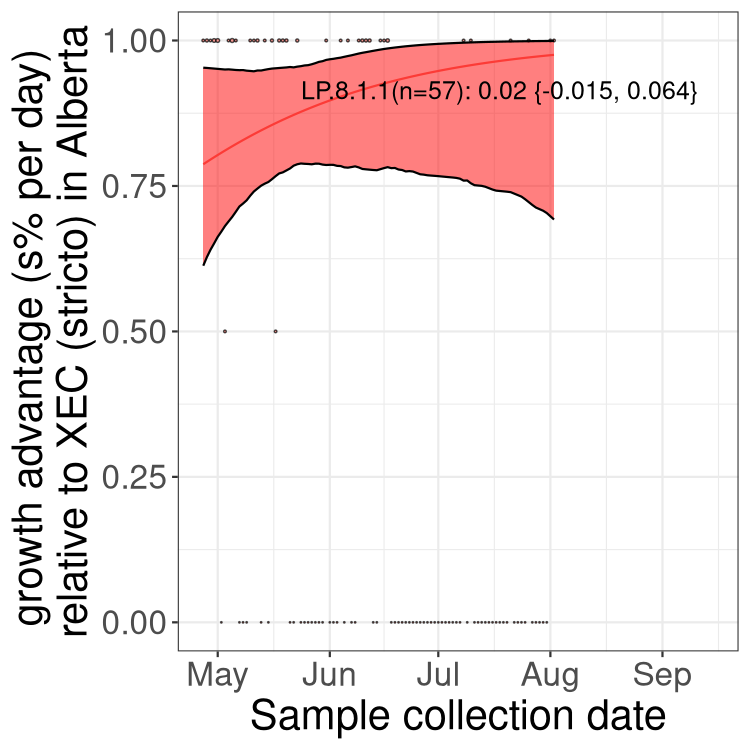 growth advantage (s% per day)
relative to XEC (stricto) in Alberta
1.00
0.75
0.50
0.25
0.00
LP.8.1.1(n=57): 0.02 {-0.015, 0.064}
May Jun Jul Aug Sep
Sample collection date